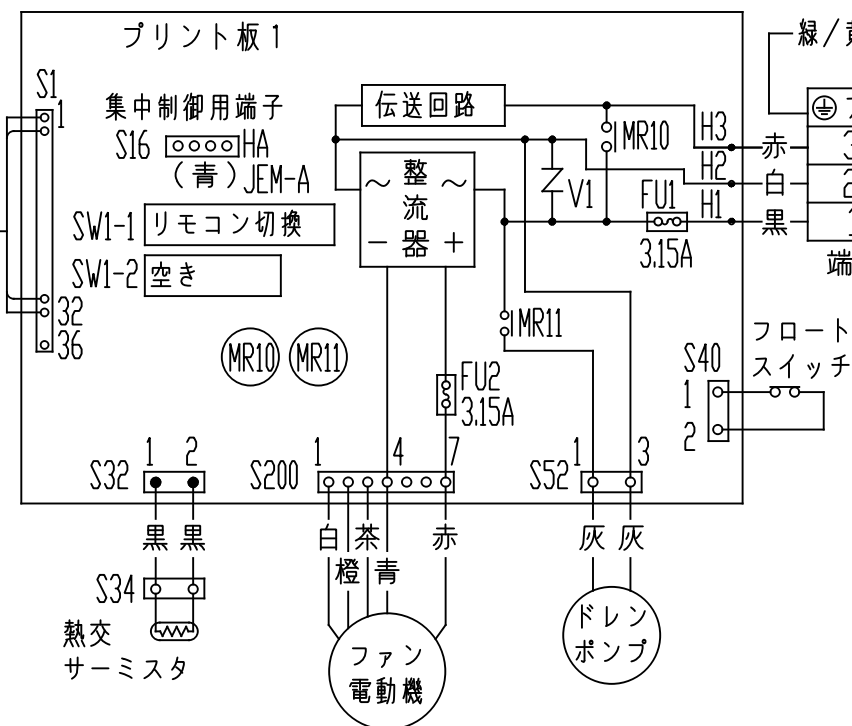 プリント板1
緑/
S1
1
集中制御用端子
S16
HA
(青)
JEM-A
伝送回路
MR10
H3
赤
H2
白
H1
黒
整流器
～ ～
− +
V1
FU1
3.15A
端
SW1-1 リモコン切換
SW1-2 空き
32
36
MR10
MR11
MR11
フロート
スイッチ
S40
1
2
FU2
3.15A
S32
1 2
S200
1 4 7
S52
1 3
黒 黒
白 茶 赤
橙 青
灰 灰
S34
熱交
サーミスタ
ファン
電動機
ドレン
ポンプ